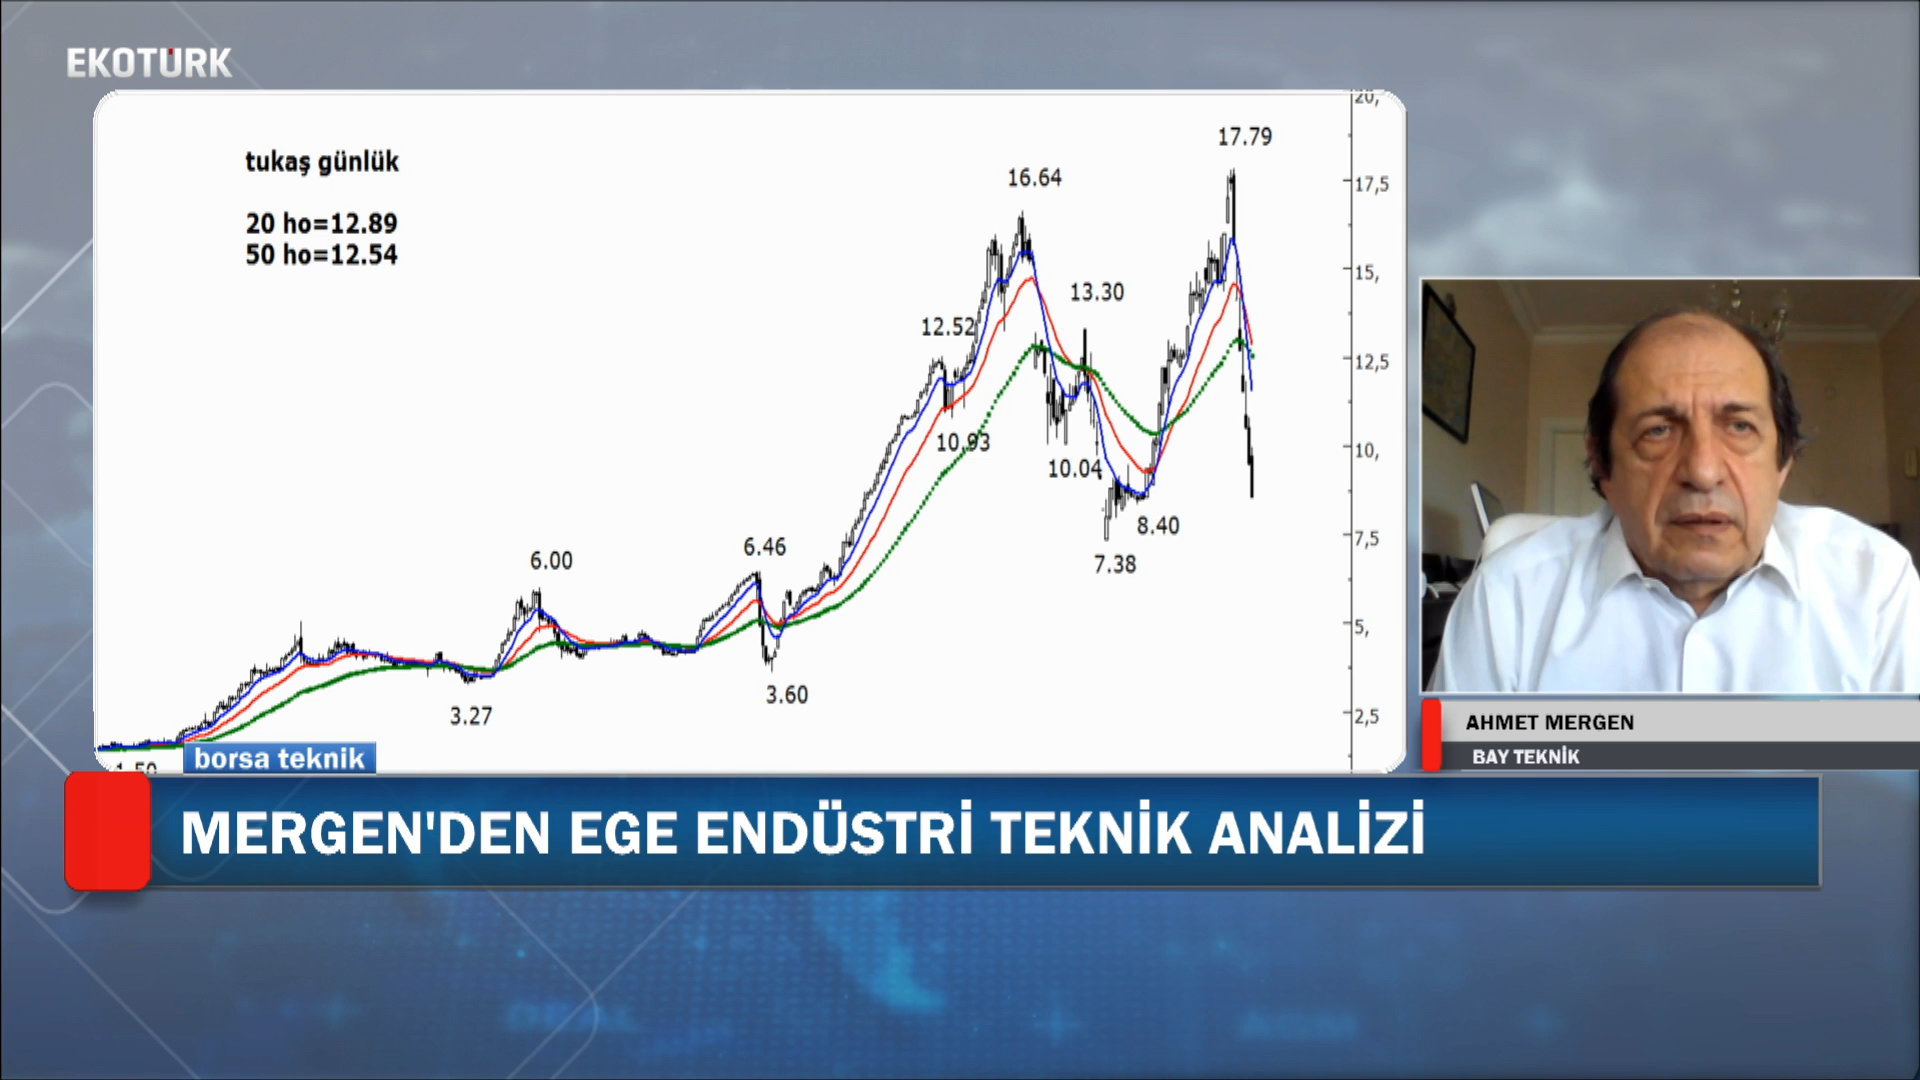 EKOTÜRK
tukaş günlük
20 ho=12.89
50 ho=12.54
17.79
16.64
13.30
12.52
10.93
10.04
8.40
7.38
6.00
6.46
3.60
3.27
1.50
20,
17,5
15,
12,5
10,
7,5
5,
2,5
borsa teknik
AHMET MERGEN
BAY TEKNİK
MERGEN'DEN EGE ENDÜSTRİ TEKNİK ANALİZİ